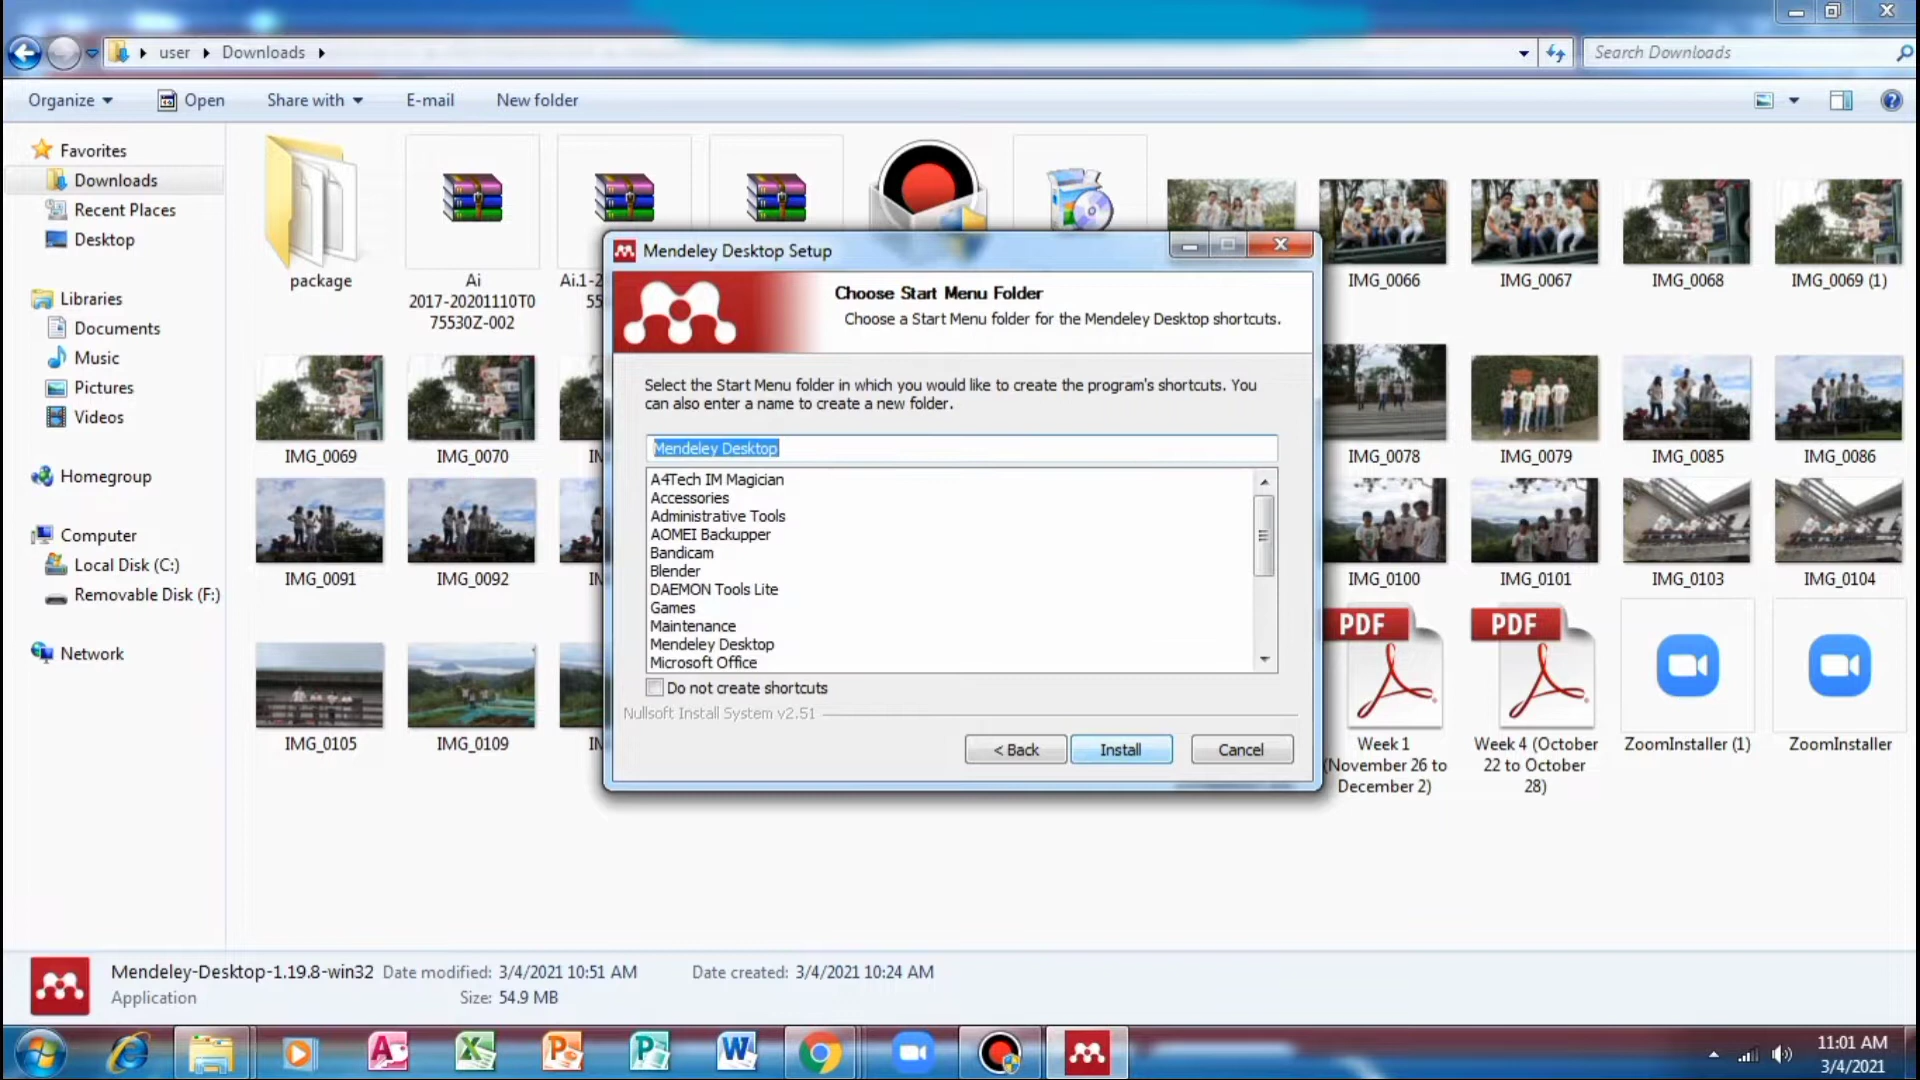 user
Downloads
Search Downloads
Organize
Open
Share with
E-mail
New folder
Favorites
Downloads
Recent Places
Desktop
Libraries
Documents
Music
Pictures
Videos
Homegroup
Computer
Local Disk (C:)
Removable Disk (F:)
Network
package
Ai
2017-20201110T0
75530Z-002
Ai.1-2
IMG_0066
IMG_0067
IMG_0068
IMG_0069 (1)
IMG_0069
IMG_0070
IMG_0078
IMG_0079
IMG_0085
IMG_0086
IMG_0091
IMG_0092
IMG_0100
IMG_0101
IMG_0103
IMG_0104
IMG_0105
IMG_0109
PDF
Week 1
(November 26 to
December 2)
PDF
Week 4 (October
22 to October
28)
ZoomInstaller (1)
ZoomInstaller
Mendeley Desktop Setup
Choose Start Menu Folder
Choose a Start Menu folder for the Mendeley Desktop shortcuts.
Select the Start Menu folder in which you would like to create the program's shortcuts. You
can also enter a name to create a new folder.
Mendeley Desktop
A4Tech IM Magician
Accessories
Administrative Tools
AOMEI Backupper
Bandicam
Blender
DAEMON Tools Lite
Games
Maintenance
Mendeley Desktop
Microsoft Office
Do not create shortcuts
Nullsoft Install System v2.51
< Back
Install
Cancel
Mendeley-Desktop-1.19.8-win32 Date modified: 3/4/2021 10:51 AM Date created: 3/4/2021 10:24 AM
Application Size: 54.9 MB
11:01 AM
3/4/2021